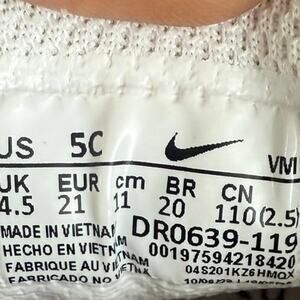 US 5C VM
UK EUR cm BR CN
4.5 21 11 20 110(2.5)
MADE IN VIETNAM DR0639-119
HECHO EN VIETNAM 00197594218420
FABRIQUE AU VIETNAM 04S201KZ6HMQX
FABRICADO NO